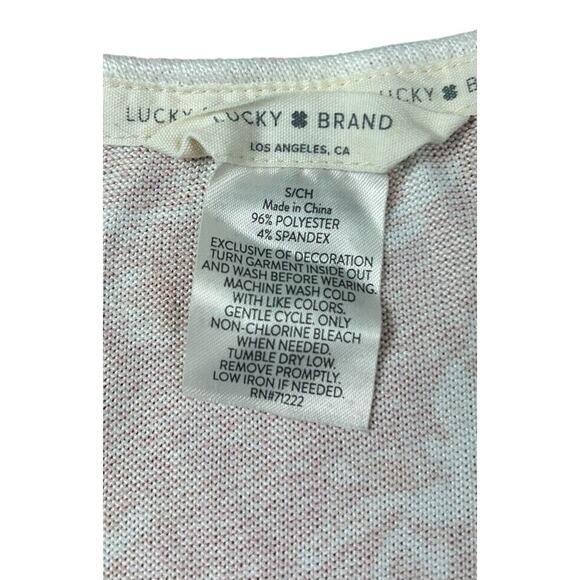 LUCKY LUCKY BRAND UCKY B
LOS ANGELES, CA
S/CH
Made in China
96% POLYESTER
4% SPANDEX
EXCLUSIVE OF DECORATION
TURN GARMENT INSIDE OUT
AND WASH BEFORE WEARING.
MACHINE WASH COLD
WITH LIKE COLORS.
GENTLE CYCLE. ONLY
NON-CHLORINE BLEACH
WHEN NEEDED.
TUMBLE DRY LOW.
REMOVE PROMPTLY.
LOW IRON IF NEEDED.
RN#71222